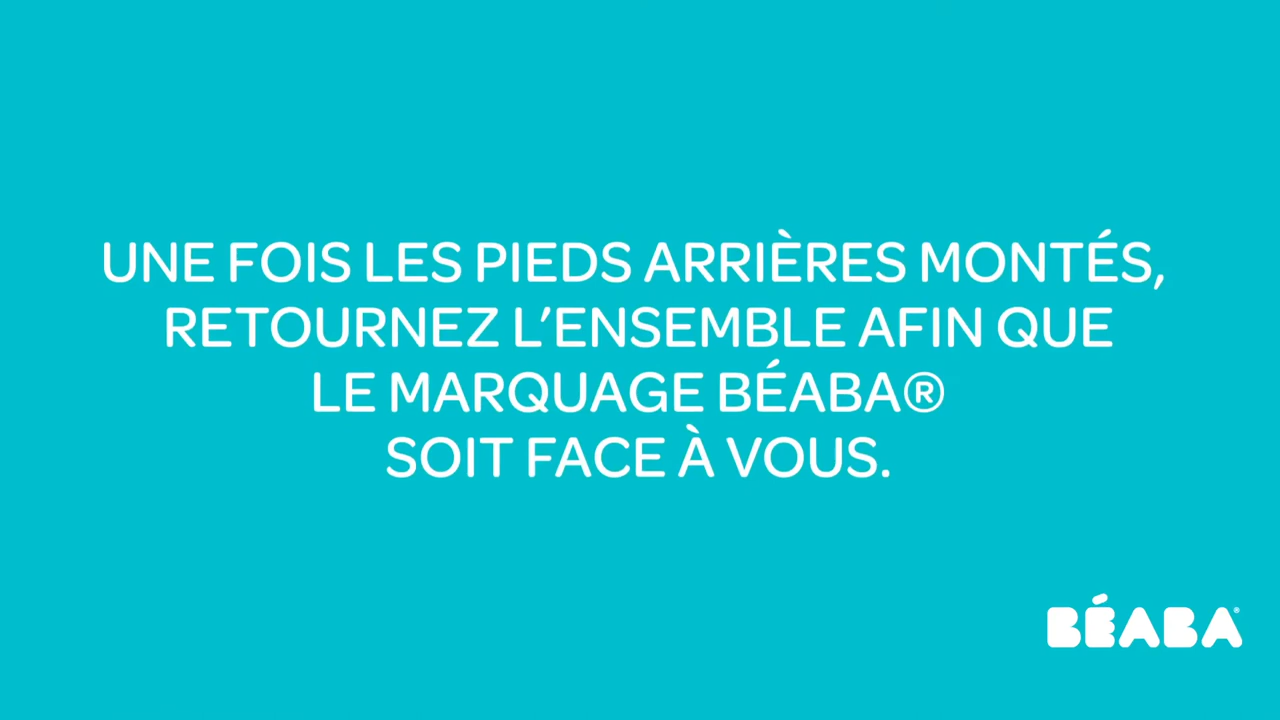 UNE FOIS LES PIEDS ARRIÈRES MONTÉS,
RETOURNEZ L’ENSEMBLE AFIN QUE
LE MARQUAGE BÉABA®
SOIT FACE À VOUS.
BÉABA®